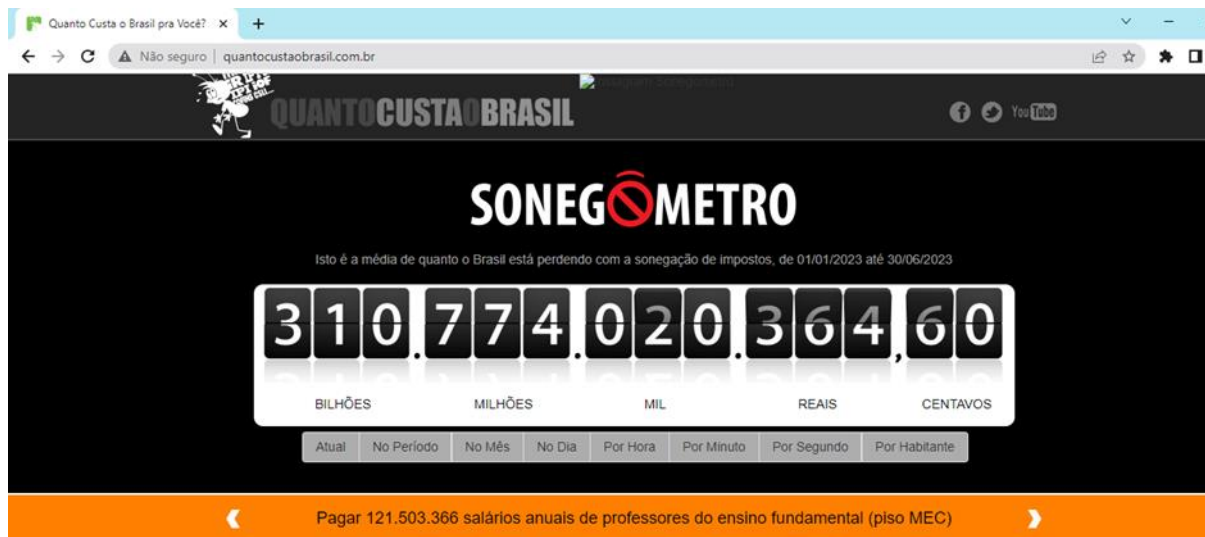 Quanto Custa o Brasil pra Você?
Não seguro | quantocustaobrasil.com.br
QUANTOCUSTAOBRASIL
You Tube
SONEGÔMETRO
Isto é a média de quanto o Brasil está perdendo com a sonegação de impostos, de 01/01/2023 até 30/06/2023
310.774.020.364,60
BILHÕES MILHÕES MIL REAIS CENTAVOS
Atual No Período No Mês No Dia Por Hora Por Minuto Por Segundo Por Habitante
Pagar 121.503.366 salários anuais de professores do ensino fundamental (piso MEC)